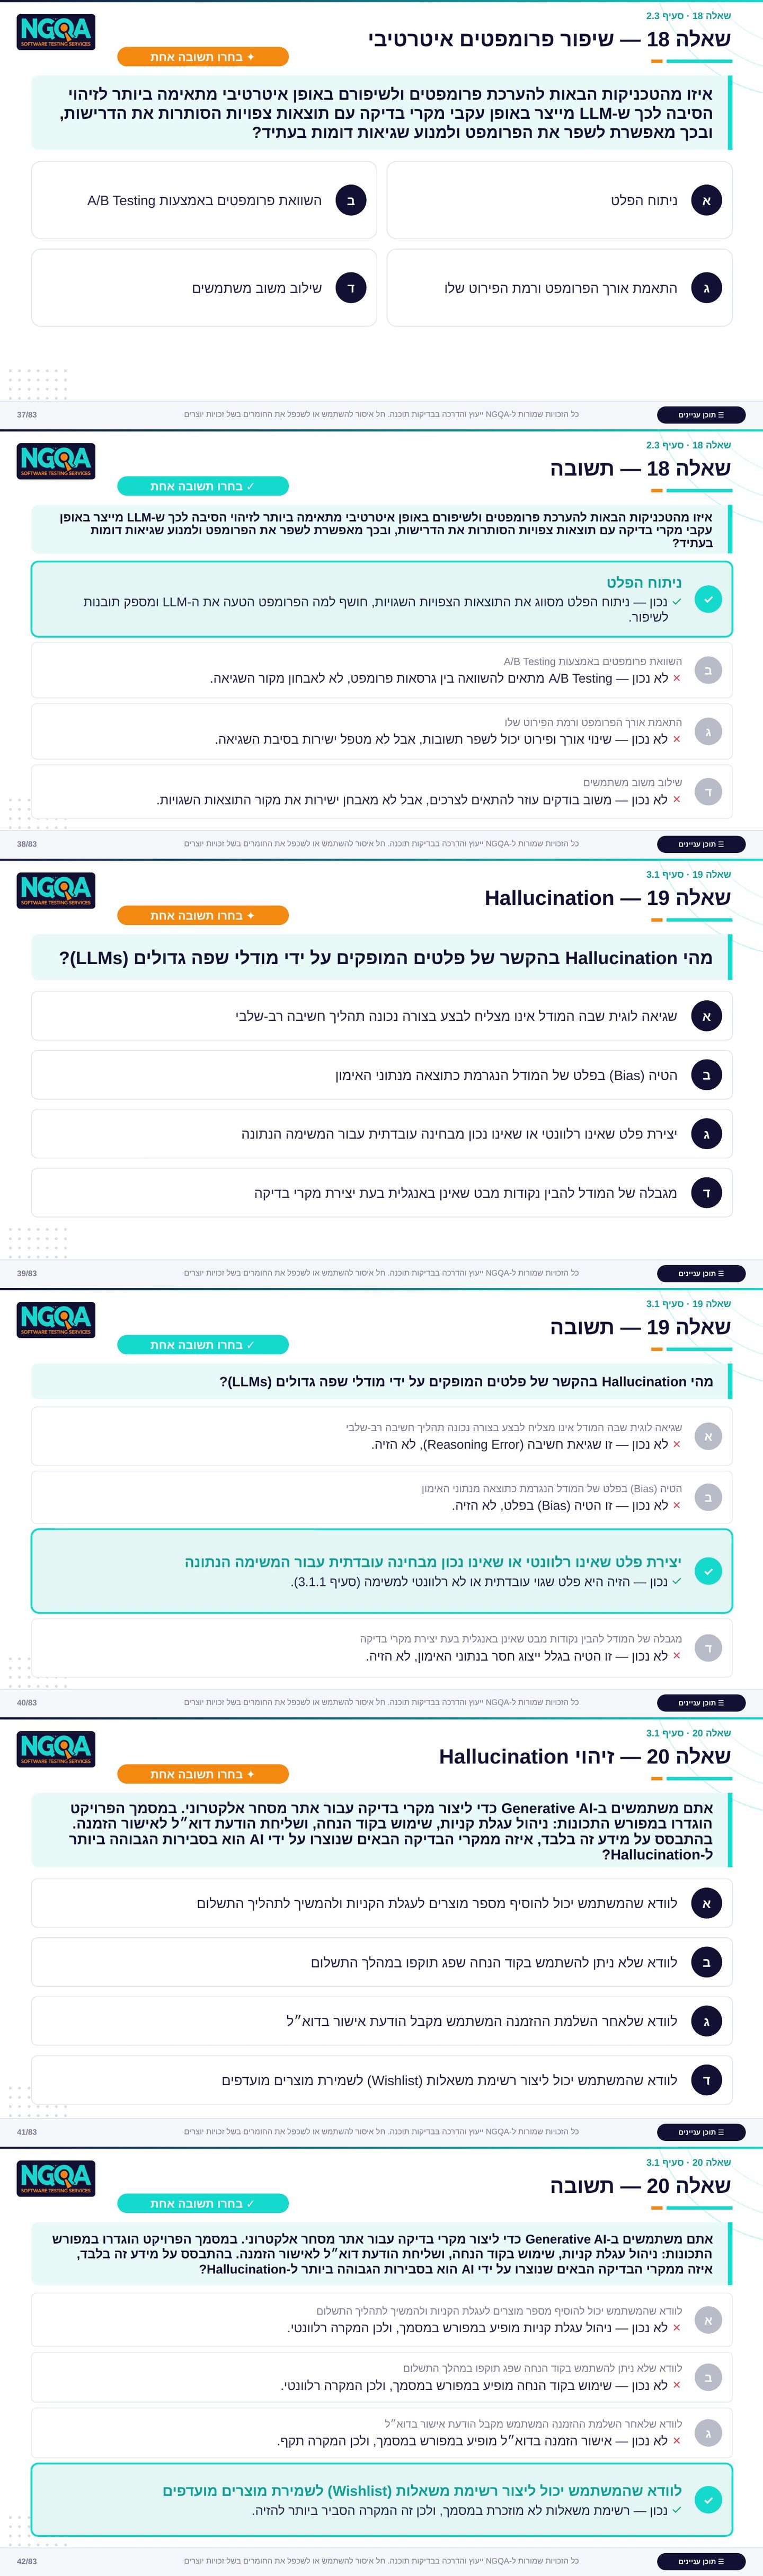 שאלה 18 · סעיף 2.3
שאלה 18 — שיפור פרומפטים איטרטיבי
NGQA
SOFTWARE TESTING SERVICES
✦ בחרו תשובה אחת
איזו מהטכניקות הבאות להערכת פרומפטים ולשיפורם באופן איטרטיבי מתאימה ביותר לזיהוי
הסיבה לכך ש-LLM מייצר באופן עקבי מקרי בדיקה עם תוצאות צפויות הסותרות את הדרישות,
ובכך מאפשרת לשפר את הפרומפט ולמנוע שגיאות דומות בעתיד?
א ניתוח הפלט
ב השוואת פרומפטים באמצעות A/B Testing
ג התאמת אורך הפרומפט ורמת הפירוט שלו
ד שילוב משוב משתמשים
☰ תוכן עניינים
כל הזכויות שמורות ל-NGQA ייעוץ והדרכה בבדיקות תוכנה. חל איסור להשתמש או לשכפל את החומרים בשל זכויות יוצרים
37/83
שאלה 18 · סעיף 2.3
שאלה 18 — תשובה
NGQA
SOFTWARE TESTING SERVICES
✓ בחרו תשובה אחת
איזו מהטכניקות הבאות להערכת פרומפטים ולשיפורם באופן איטרטיבי מתאימה ביותר לזיהוי הסיבה לכך ש-LLM מייצר באופן
עקבי מקרי בדיקה עם תוצאות צפויות הסותרות את הדרישות, ובכך מאפשרת לשפר את הפרומפט ולמנוע שגיאות דומות
בעתיד?
✓ ניתוח הפלט
✓ נכון — ניתוח הפלט מסווג את התוצאות הצפויות השגויות, חושף למה הפרומפט הטעה את ה-LLM ומספק תובנות
לשיפור.
ב השוואת פרומפטים באמצעות A/B Testing
✕ לא נכון — A/B Testing מתאים להשוואה בין גרסאות פרומפט, לא לאבחון מקור השגיאה.
ג התאמת אורך הפרומפט ורמת הפירוט שלו
✕ לא נכון — שינוי אורך ופירוט יכול לשפר תשובות, אבל לא מטפל ישירות בסיבת השגיאה.
ד שילוב משוב משתמשים
✕ לא נכון — משוב בודקים עוזר להתאים לצרכים, אבל לא מאבחן ישירות את מקור התוצאות השגויות.
☰ תוכן עניינים
כל הזכויות שמורות ל-NGQA ייעוץ והדרכה בבדיקות תוכנה. חל איסור להשתמש או לשכפל את החומרים בשל זכויות יוצרים
38/83
שאלה 19 · סעיף 3.1
שאלה 19 — Hallucination
NGQA
SOFTWARE TESTING SERVICES
✦ בחרו תשובה אחת
מהי Hallucination בהקשר של פלטים המופקים על ידי מודלי שפה גדולים (LLMs)?
א שגיאה לוגית שבה המודל אינו מצליח לבצע בצורה נכונה תהליך חשיבה רב-שלבי
ב הטיה (Bias) בפלט של המודל הנגרמת כתוצאה מנתוני האימון
ג יצירת פלט שאינו רלוונטי או שאינו נכון מבחינה עובדתית עבור המשימה הנתונה
ד מגבלה של המודל להבין נקודות מבט שאינן באנגלית בעת יצירת מקרי בדיקה
☰ תוכן עניינים
כל הזכויות שמורות ל-NGQA ייעוץ והדרכה בבדיקות תוכנה. חל איסור להשתמש או לשכפל את החומרים בשל זכויות יוצרים
39/83
שאלה 19 · סעיף 3.1
שאלה 19 — תשובה
NGQA
SOFTWARE TESTING SERVICES
✓ בחרו תשובה אחת
מהי Hallucination בהקשר של פלטים המופקים על ידי מודלי שפה גדולים (LLMs)?
א שגיאה לוגית שבה המודל אינו מצליח לבצע בצורה נכונה תהליך חשיבה רב-שלבי
✕ לא נכון — זו שגיאת חשיבה (Reasoning Error), לא הזיה.
ב הטיה (Bias) בפלט של המודל הנגרמת כתוצאה מנתוני האימון
✕ לא נכון — זו הטיה (Bias) בפלט, לא הזיה.
✓ יצירת פלט שאינו רלוונטי או שאינו נכון מבחינה עובדתית עבור המשימה הנתונה
✓ נכון — הזיה היא פלט שגוי עובדתית או לא רלוונטי למשימה (סעיף 3.1.1).
ד מגבלה של המודל להבין נקודות מבט שאינן באנגלית בעת יצירת מקרי בדיקה
✕ לא נכון — זו הטיה בגלל ייצוג חסר בנתוני האימון, לא הזיה.
☰ תוכן עניינים
כל הזכויות שמורות ל-NGQA ייעוץ והדרכה בבדיקות תוכנה. חל איסור להשתמש או לשכפל את החומרים בשל זכויות יוצרים
40/83
שאלה 20 · סעיף 3.1
שאלה 20 — זיהוי Hallucination
NGQA
SOFTWARE TESTING SERVICES
✦ בחרו תשובה אחת
אתם משתמשים ב-Generative AI כדי ליצור מקרי בדיקה עבור אתר מסחר אלקטרוני. במסמך הפרויקט
הוגדרו במפורש התכונות: ניהול עגלת קניות, שימוש בקוד הנחה, ושליחת הודעת דוא״ל לאישור הזמנה.
בהתבסס על מידע זה בלבד, איזה ממקרי הבדיקה הבאים שנוצרו על ידי AI הוא בסבירות הגבוהה ביותר
ל-Hallucination?
א לוודא שהמשתמש יכול להוסיף מספר מוצרים לעגלת הקניות ולהמשיך לתהליך התשלום
ב לוודא שלא ניתן להשתמש בקוד הנחה שפג תוקפו במהלך התשלום
ג לוודא שלאחר השלמת ההזמנה המשתמש מקבל הודעת אישור בדוא״ל
ד לוודא שהמשתמש יכול ליצור רשימת משאלות (Wishlist) לשמירת מוצרים מועדפים
☰ תוכן עניינים
כל הזכויות שמורות ל-NGQA ייעוץ והדרכה בבדיקות תוכנה. חל איסור להשתמש או לשכפל את החומרים בשל זכויות יוצרים
41/83
שאלה 20 · סעיף 3.1
שאלה 20 — תשובה
NGQA
SOFTWARE TESTING SERVICES
✓ בחרו תשובה אחת
אתם משתמשים ב-Generative AI כדי ליצור מקרי בדיקה עבור אתר מסחר אלקטרוני. במסמך הפרויקט הוגדרו במפורש
התכונות: ניהול עגלת קניות, שימוש בקוד הנחה, ושליחת הודעת דוא״ל לאישור הזמנה. בהתבסס על מידע זה בלבד,
איזה ממקרי הבדיקה הבאים שנוצרו על ידי AI הוא בסבירות הגבוהה ביותר ל-Hallucination?
א לוודא שהמשתמש יכול להוסיף מספר מוצרים לעגלת הקניות ולהמשיך לתהליך התשלום
✕ לא נכון — ניהול עגלת קניות מופיע במפורש במסמך, ולכן המקרה רלוונטי.
ב לוודא שלא ניתן להשתמש בקוד הנחה שפג תוקפו במהלך התשלום
✕ לא נכון — שימוש בקוד הנחה מופיע במפורש במסמך, ולכן המקרה רלוונטי.
ג לוודא שלאחר השלמת ההזמנה המשתמש מקבל הודעת אישור בדוא״ל
✕ לא נכון — אישור הזמנה בדוא״ל מופיע במפורש במסמך, ולכן המקרה תקף.
✓ לוודא שהמשתמש יכול ליצור רשימת משאלות (Wishlist) לשמירת מוצרים מועדפים
✓ נכון — רשימת משאלות לא מוזכרת במסמך, ולכן זה המקרה הסביר ביותר להזיה.
☰ תוכן עניינים
כל הזכויות שמורות ל-NGQA ייעוץ והדרכה בבדיקות תוכנה. חל איסור להשתמש או לשכפל את החומרים בשל זכויות יוצרים
42/83